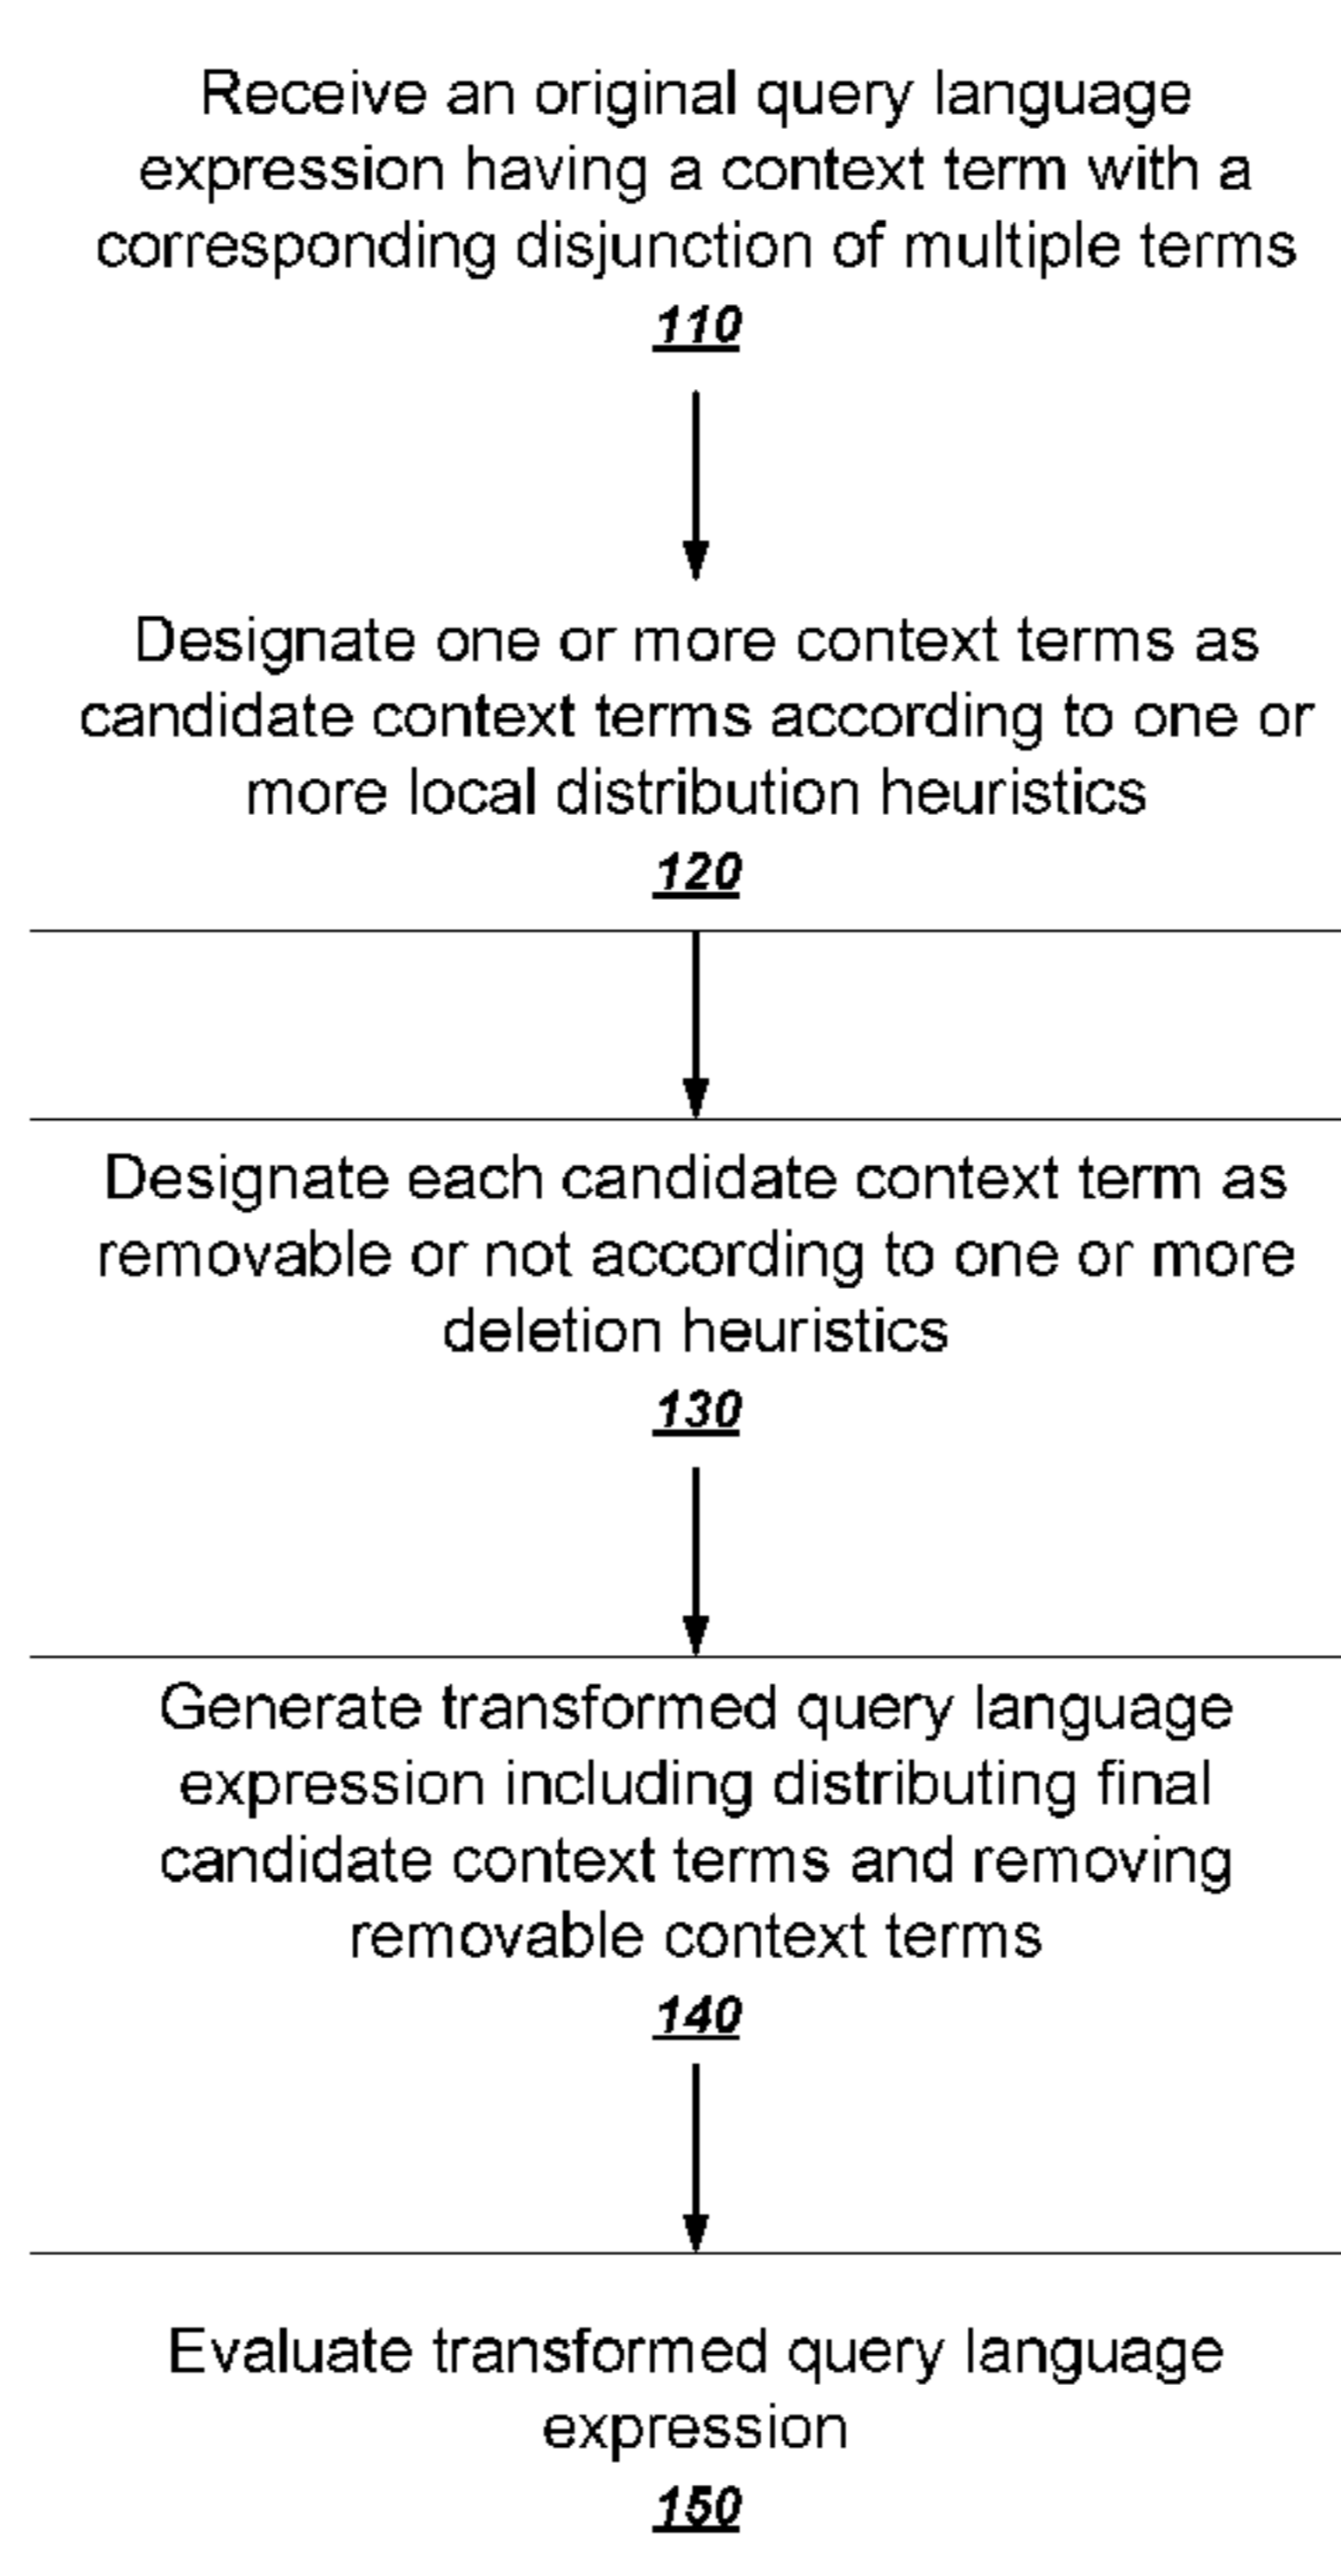 Receive an original query language
expression having a context term with a
corresponding disjunction of multiple terms
110
Designate one or more context terms as
candidate context terms according to one or
more local distribution heuristics
120
Designate each candidate context term as
removable or not according to one or more
deletion heuristics
130
Generate transformed query language
expression including distributing final
candidate context terms and removing
removable context terms
140
Evaluate transformed query language
expression
150